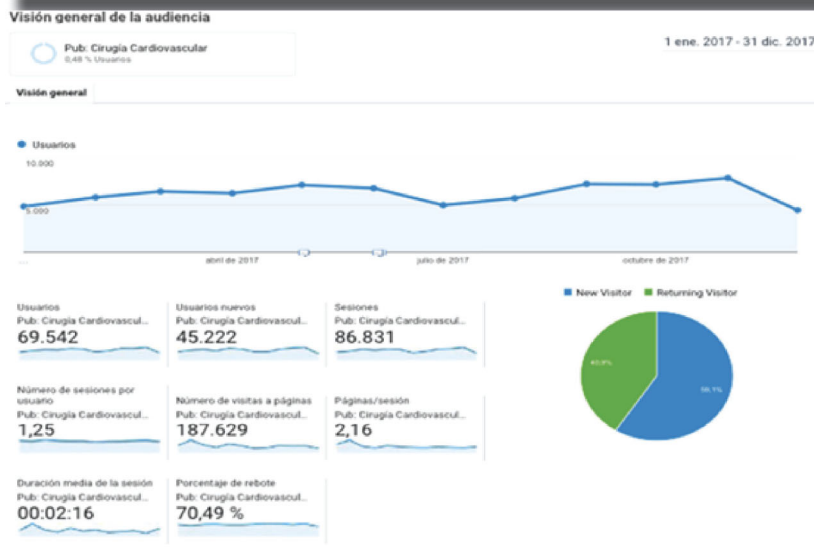 Visión general de la audiencia
Pub: Cirugía Cardiovascular
0,48 % Usuarios
1 ene. 2017 - 31 dic. 2017
Visión general
Usuarios
10.000
5.000
...
abril de 2017
julio de 2017
octubre de 2017
New Visitor
Returning Visitor
Usuarios
Pub: Cirugía Cardiovascul...
69.542
Usuarios nuevos
Pub: Cirugía Cardiovascul...
45.222
Sesiones
Pub: Cirugía Cardiovascul...
86.831
40,9%
59,1%
Número de sesiones por
usuario
Pub: Cirugía Cardiovascul...
1,25
Número de visitas a páginas
Pub: Cirugía Cardiovascul...
187.629
Páginas/sesión
Pub: Cirugía Cardiovascul...
2,16
Duración media de la sesión
Pub: Cirugía Cardiovascul...
00:02:16
Porcentaje de rebote
Pub: Cirugía Cardiovascul...
70,49 %